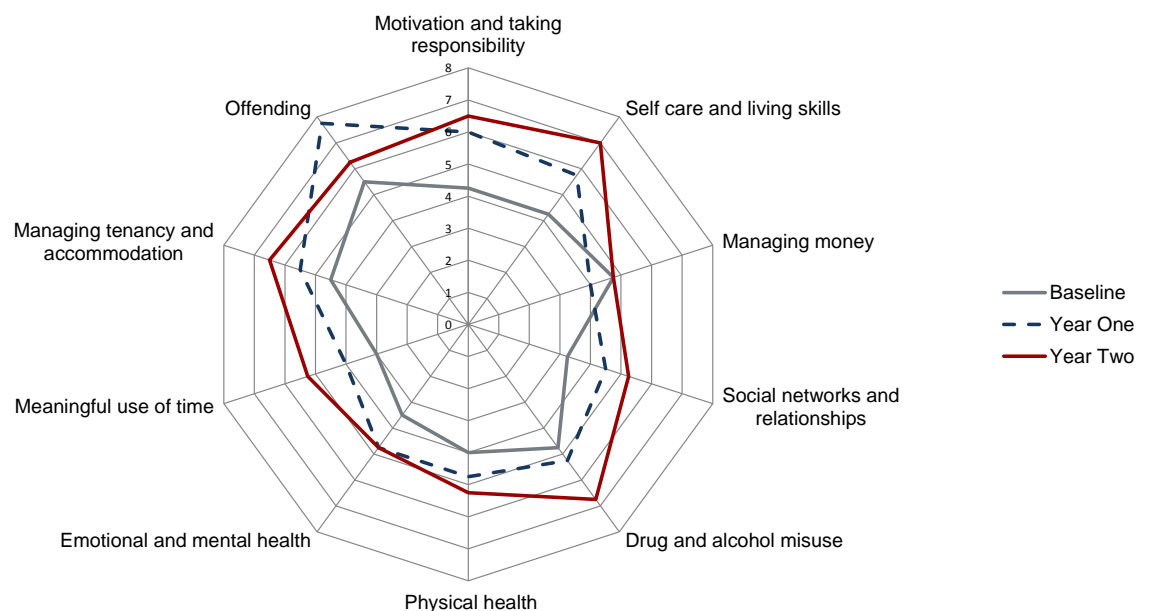 Motivation and taking
responsibility
8
7
6
5
4
3
2
1
0
Offending
Self care and living skills
Managing tenancy and
accommodation
Managing money
Baseline
Year One
Year Two
Meaningful use of time
Social networks and
relationships
Emotional and mental health
Drug and alcohol misuse
Physical health